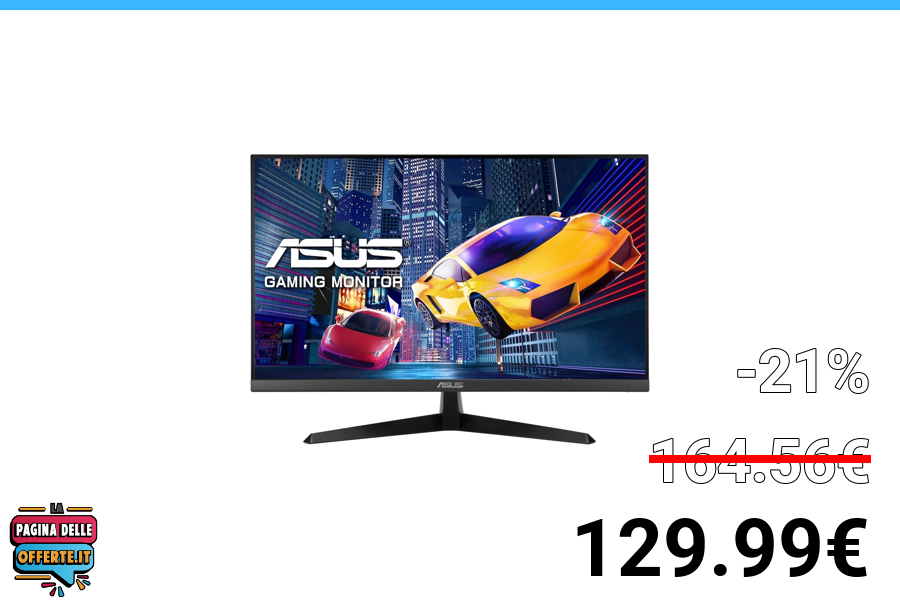 ASUS®
GAMING MONITOR
ASUS
-21%
164.56€
129.99€
LA
PAGINA DELLE
OFFERTE.IT